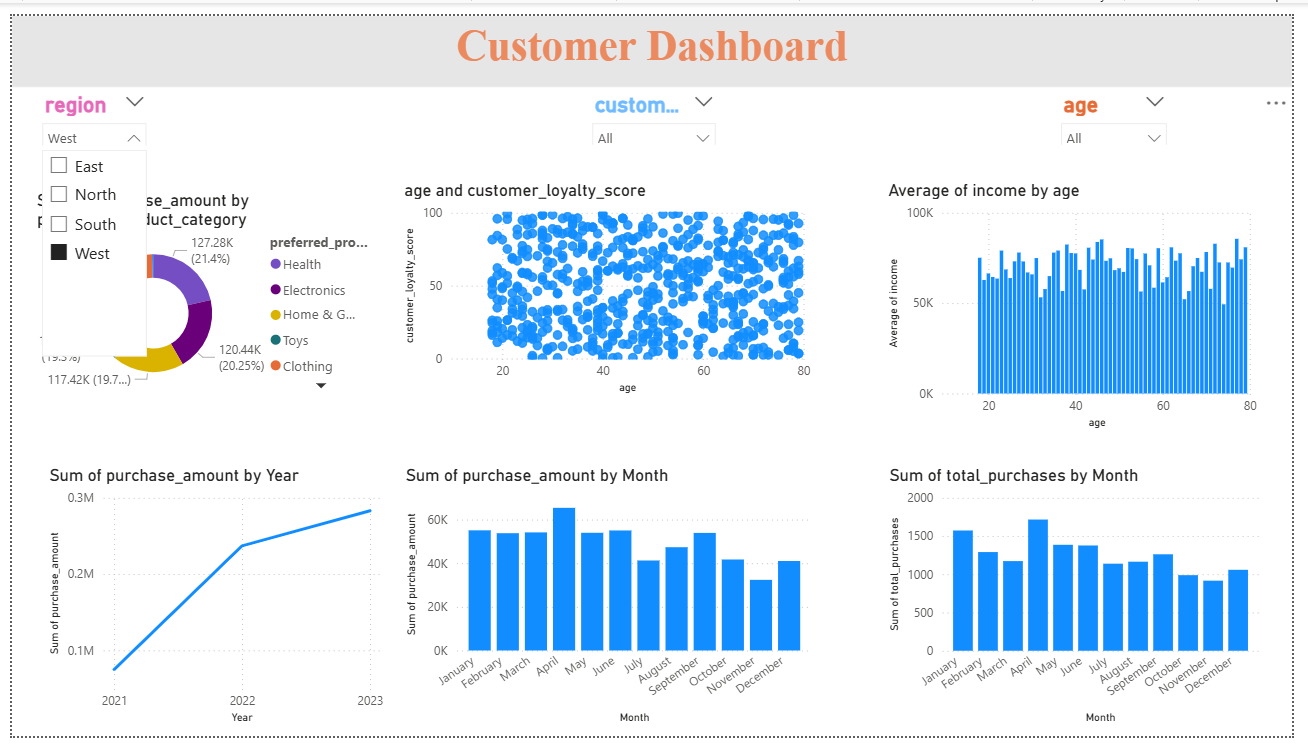 Customer Dashboard
region
custom...
age
West
All
All
East
North
South
West
se_amount by
duct_category
127.28K
(21.4%)
120.44K
(20.25%)
117.42K (19.7...)
(19.5%)
preferred_pro...
Health
Electronics
Home & G...
Toys
Clothing
age and customer_loyalty_score
customer_loyalty_score
100
50
0
20 40 60 80
age
Average of income by age
Average of income
100K
50K
0K
20 40 60 80
age
Sum of purchase_amount by Year
Sum of purchase_amount
0.3M
0.2M
0.1M
2021 2022 2023
Year
Sum of purchase_amount by Month
Sum of purchase_amount
60K
40K
20K
0K
January February March April May June July August September October November December
Month
Sum of total_purchases by Month
Sum of total_purchases
2000
1500
1000
500
0
January February March April May June July August September October November December
Month